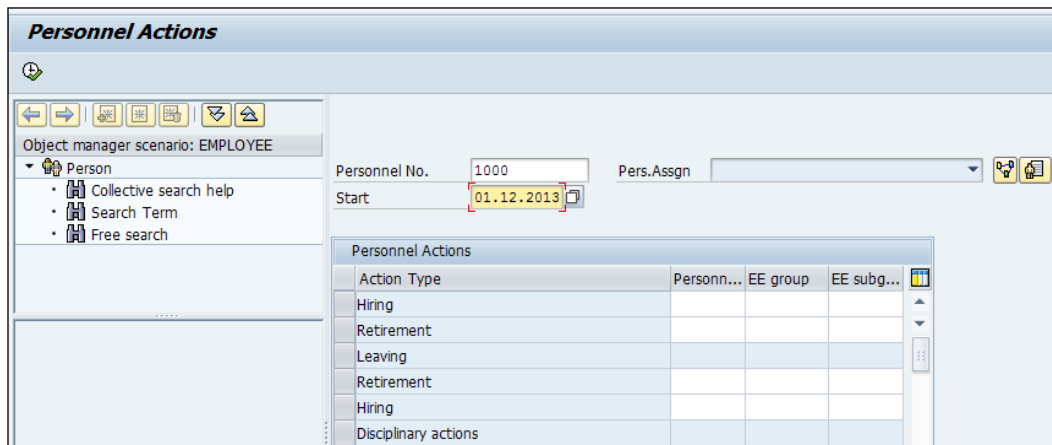 Personnel Actions
Object manager scenario: EMPLOYEE
Person
Collective search help
Search Term
Free search
Personnel No. 1000 Pers.Assgn
Start 01.12.2013
Personnel Actions
Action Type Personn... EE group EE subg...
Hiring
Retirement
Leaving
Retirement
Hiring
Disciplinary actions